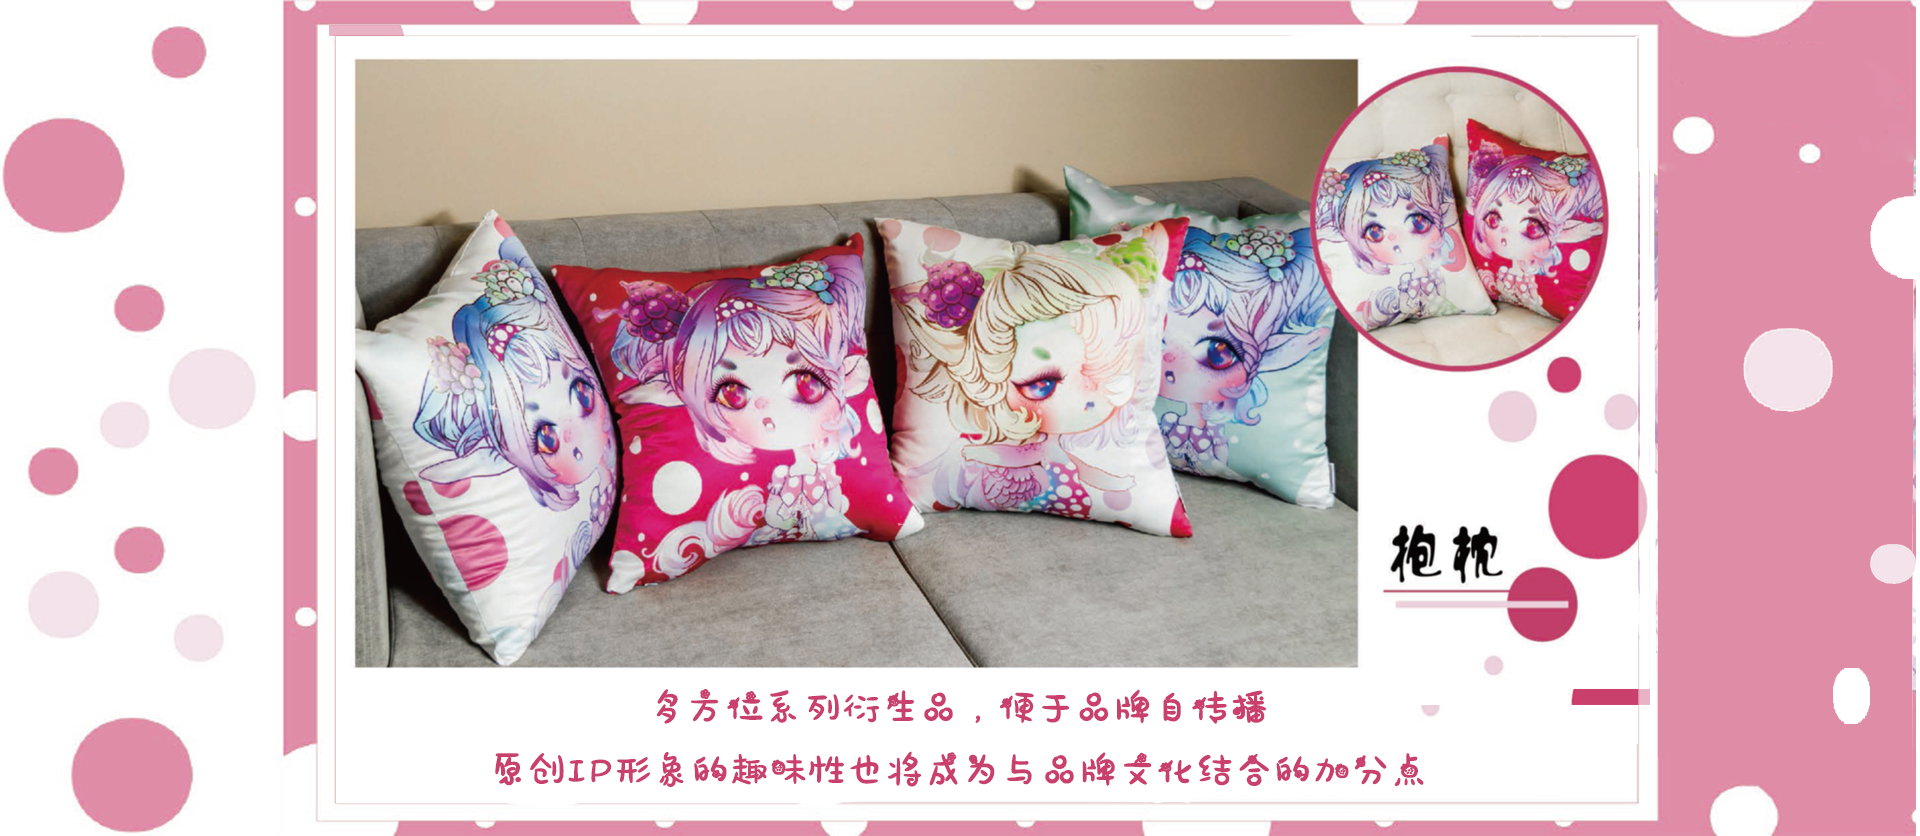 抱枕
多方位系列衍生品，便于品牌自传播
原创IP形象的趣味性也将成为与品牌文化结合的加分点